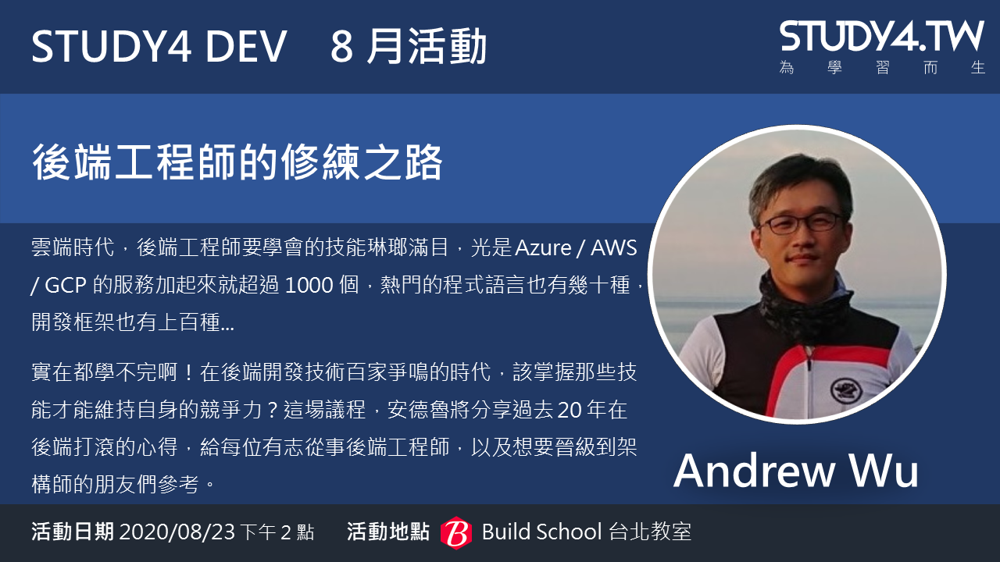 STUDY4 DEV 8 月活動
STUDY4.TW
為學習而生
後端工程師的修練之路
雲端時代，後端工程師要學會的技能琳瑯滿目，光是 Azure / AWS
/ GCP 的服務加起來就超過 1000 個，熱門的程式語言也有幾十種，
開發框架也有上百種...
實在都學不完啊！在後端開發技術百家爭鳴的時代，該掌握那些技
能才能維持自身的競爭力？這場議程，安德魯將分享過去 20 年在
後端打滾的心得，給每位有志從事後端工程師，以及想要晉級到架
構師的朋友們參考。
Andrew Wu
活動日期 2020/08/23 下午 2 點 活動地點 B Build School 台北教室